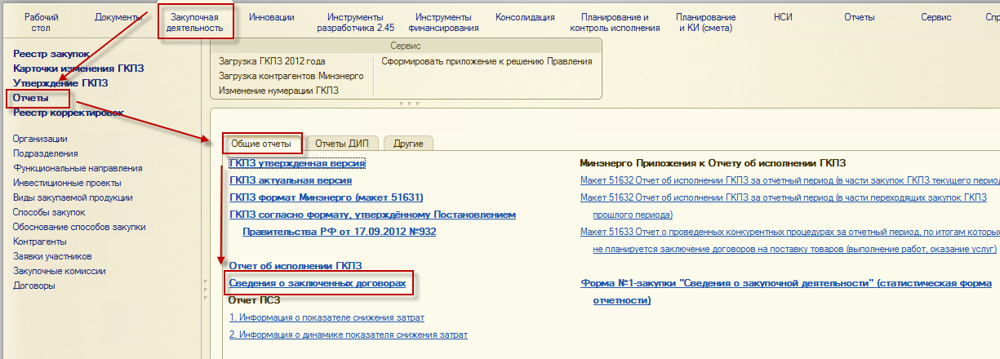 Рабочий стол
Документы
Закупочная деятельность
Инновации
Инструменты разработчика 2.45
Инструменты финансирования
Консолидация
Планирование и контроль исполнения
Планирование и КИ (смета)
НСИ
Отчеты
Сервис
Спр
Реестр закупок
Карточки изменения ГКПЗ
Утверждение ГКПЗ
Отчеты
Реестр корректировок
Организации
Подразделения
Функциональные направления
Инвестиционные проекты
Виды закупаемой продукции
Способы закупок
Обоснование способов закупки
Контрагенты
Заявки участников
Закупочные комиссии
Договоры
Сервис
Загрузка ГКПЗ 2012 года
Загрузка контрагентов Минэнерго
Изменение нумерации ГКПЗ
Сформировать приложение к решению Правления
Общие отчеты
Отчеты ДИП
Другие
ГКПЗ утвержденная версия
ГКПЗ актуальная версия
ГКПЗ формат Минэнерго (макет 51631)
ГКПЗ согласно формату, утверждённому Постановлением
Правительства РФ от 17.09.2012 №932
Отчет об исполнении ГКПЗ
Сведения о заключенных договорах
Отчет ПСЗ
1. Информация о показателе снижения затрат
2. Информация о динамике показателя снижения затрат
Минэнерго Приложения к Отчету об исполнении ГКПЗ
Макет 51632 Отчет об исполнении ГКПЗ за отчетный период (в части закупок ГКПЗ текущего период
Макет 51632 Отчет об исполнении ГКПЗ за отчетный период (в части переходящих закупок ГКПЗ
прошлого периода)
Макет 51633 Отчет о проведенных конкурентных процедурах за отчетный период, по итогам которых
не планируется заключение договоров на поставку товаров (выполнение работ, оказание услуг)
Форма №1-закупки "Сведения о закупочной деятельности" (статистическая форма
отчетности)